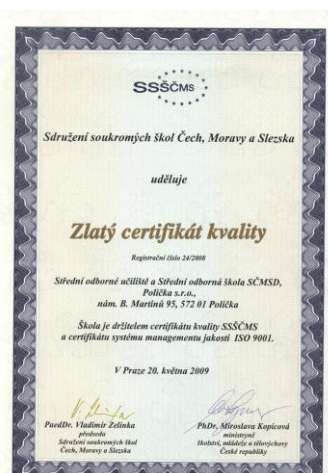 SSŠČMS
Sdružení soukromých škol Čech, Moravy a Slezska
uděluje
Zlatý certifikát kvality
Registrační číslo 24/2008
Střední odborné učiliště a Střední odborná škola SČMSD,
Polička s.r.o.,
nám. B. Martinů 95, 572 01 Polička
Škola je držitelem certifikátu kvality SSŠČMS
a certifikátu systému managementu jakosti ISO 9001.
V Praze 20. května 2009
PaedDr. Vladimír Zelinka
předseda
Sdružení soukromých škol
Čech, Moravy a Slezska
PhDr. Miroslava Kopicová
ministryně
školství, mládeže a tělovýchovy
České republiky